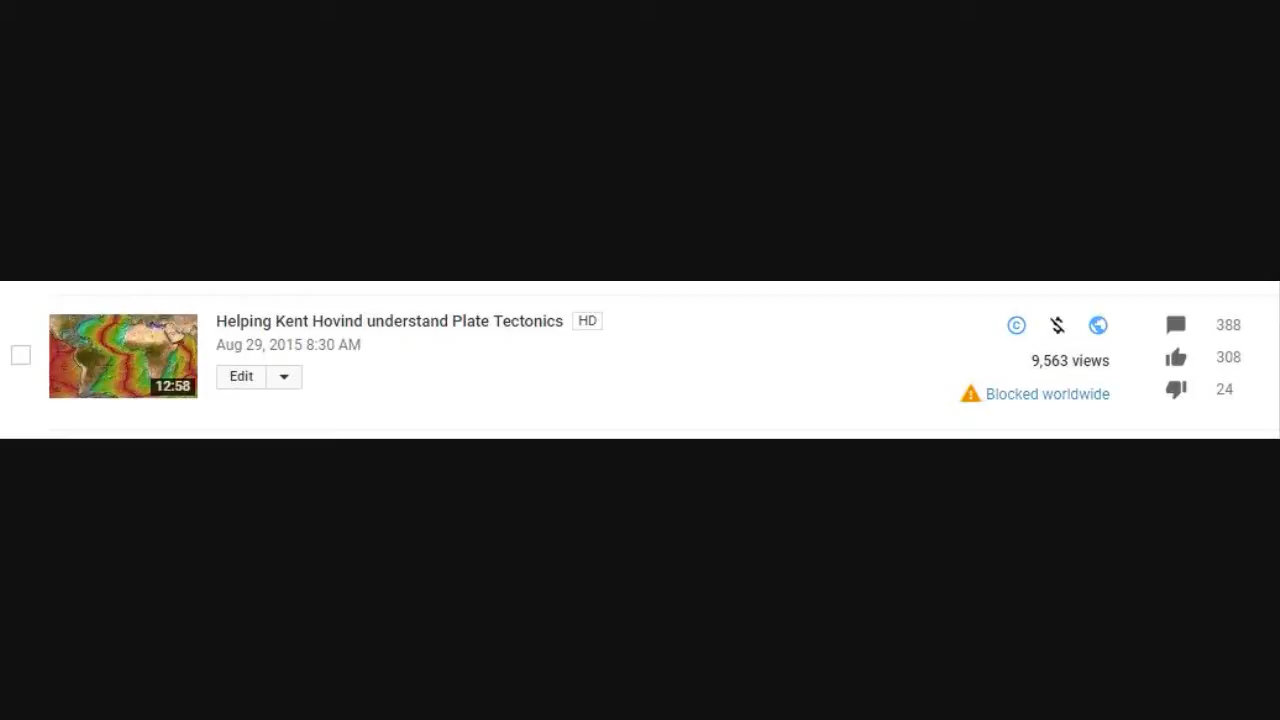 Helping Kent Hovind understand Plate Tectonics HD
Aug 29, 2015 8:30 AM
Edit
12:58
9,563 views
Blocked worldwide
388
308
24